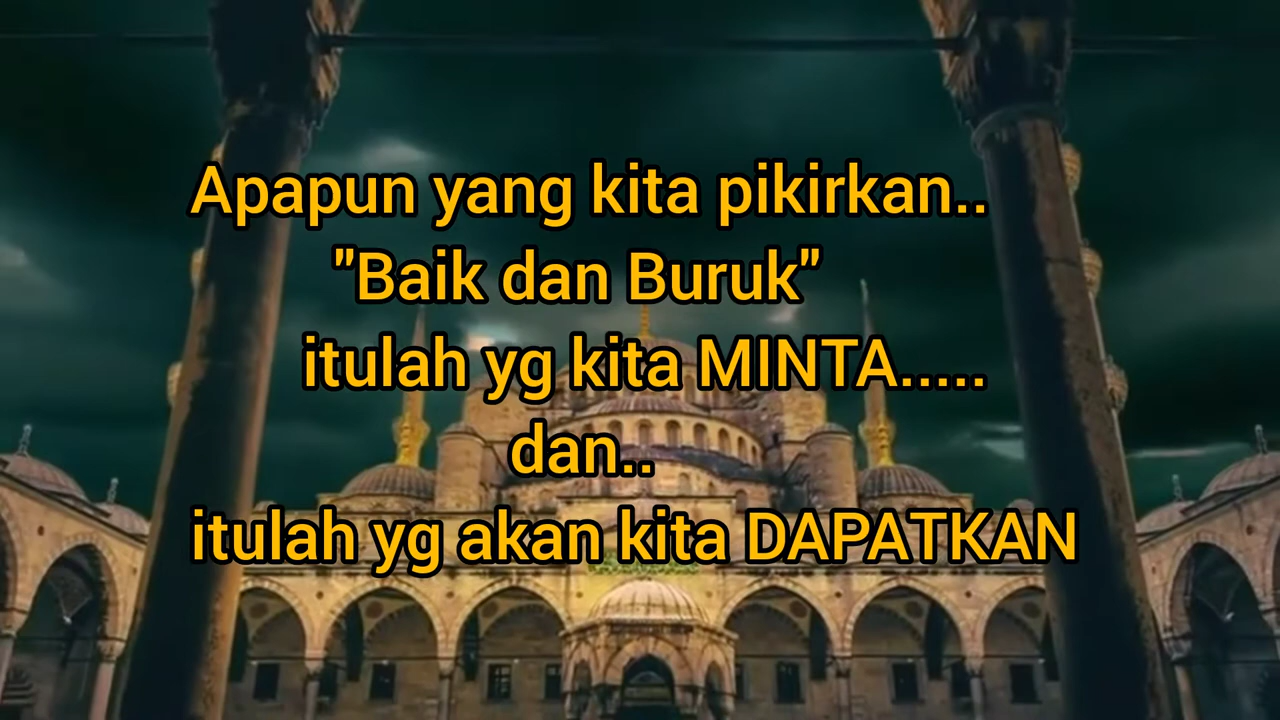 Apapun yang kita pikirkan..
"Baik dan Buruk"
itulah yg kita MINTA.....
dan..
itulah yg akan kita DAPATKAN